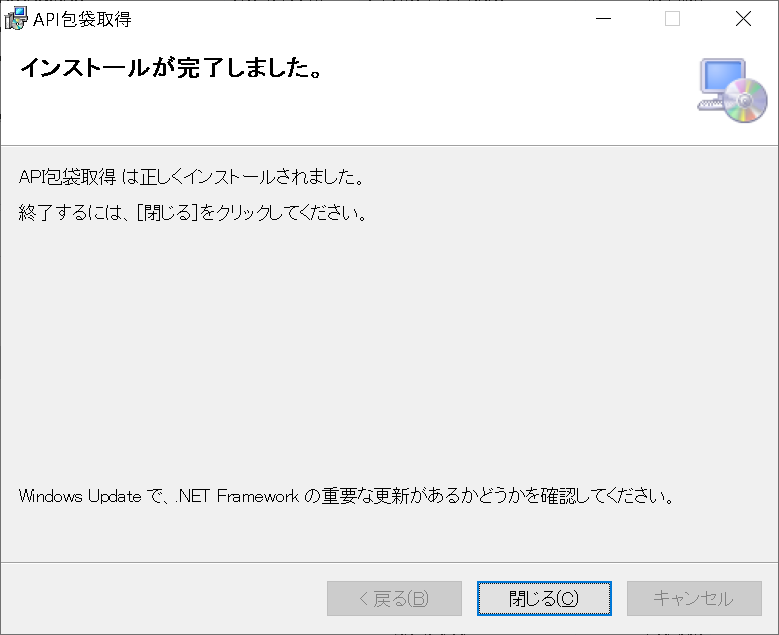 API包袋取得
インストールが完了しました。
API包袋取得 は正しくインストールされました。
終了するには、[閉じる]をクリックしてください。
Windows Update で、.NET Framework の重要な更新があるかどうかを確認してください。
< 戻る(B) 閉じる(C) キャンセル